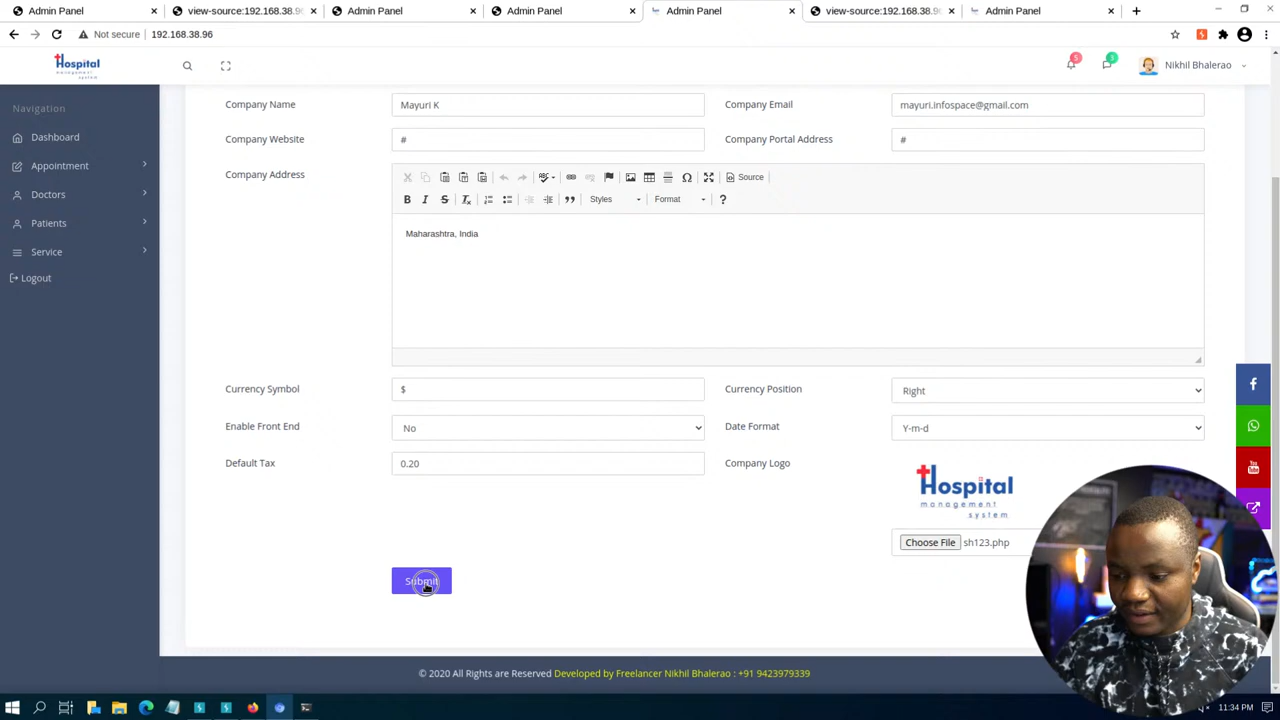 Admin Panel
view-source:192.168.38.9
Admin Panel
Admin Panel
Admin Panel
view-source:192.168.38.9
Admin Panel
Not secure
192.168.38.96
Hospital
management
system
5
3
Nikhil Bhalerao
Navigation
Dashboard
Appointment
Doctors
Patients
Service
Logout
Company Name
Mayuri K
Company Email
mayuri.infospace@gmail.com
Company Website
#
Company Portal Address
#
Company Address
Source
B I S Tx
Styles
Format
?
Maharashtra, India
Currency Symbol
$
Currency Position
Right
Enable Front End
No
Date Format
Y-m-d
Default Tax
0.20
Company Logo
Hospital
management
system
Choose File sh123.php
Submit
© 2020 All Rights are Reserved Developed by Freelancer Nikhil Bhalerao : +91 9423979339
11:34 PM